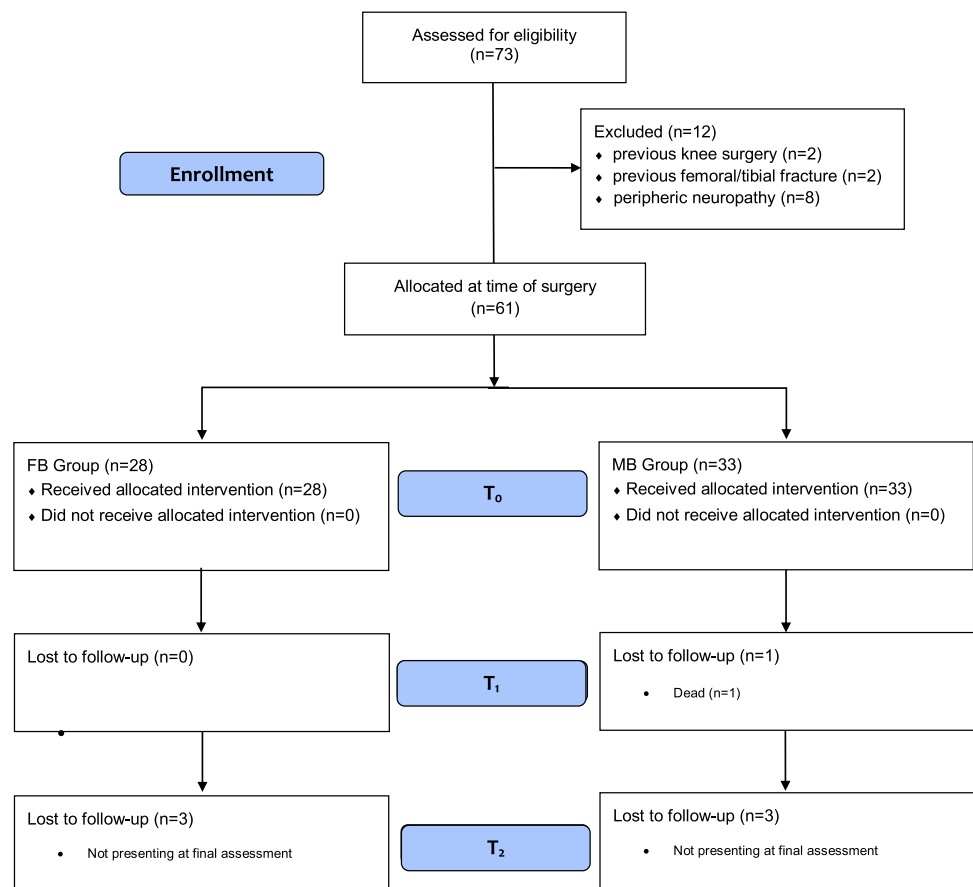 Assessed for eligibility
(n=73)
Enrollment
Excluded (n=12)
♦ previous knee surgery (n=2)
♦ previous femoral/tibial fracture (n=2)
♦ peripheric neuropathy (n=8)
Allocated at time of surgery
(n=61)
FB Group (n=28)
♦ Received allocated intervention (n=28)
♦ Did not receive allocated intervention (n=0)
T₀
MB Group (n=33)
♦ Received allocated intervention (n=33)
♦ Did not receive allocated intervention (n=0)
Lost to follow-up (n=0)
•
T₁
Lost to follow-up (n=1)
• Dead (n=1)
Lost to follow-up (n=3)
• Not presenting at final assessment
T₂
Lost to follow-up (n=3)
• Not presenting at final assessment